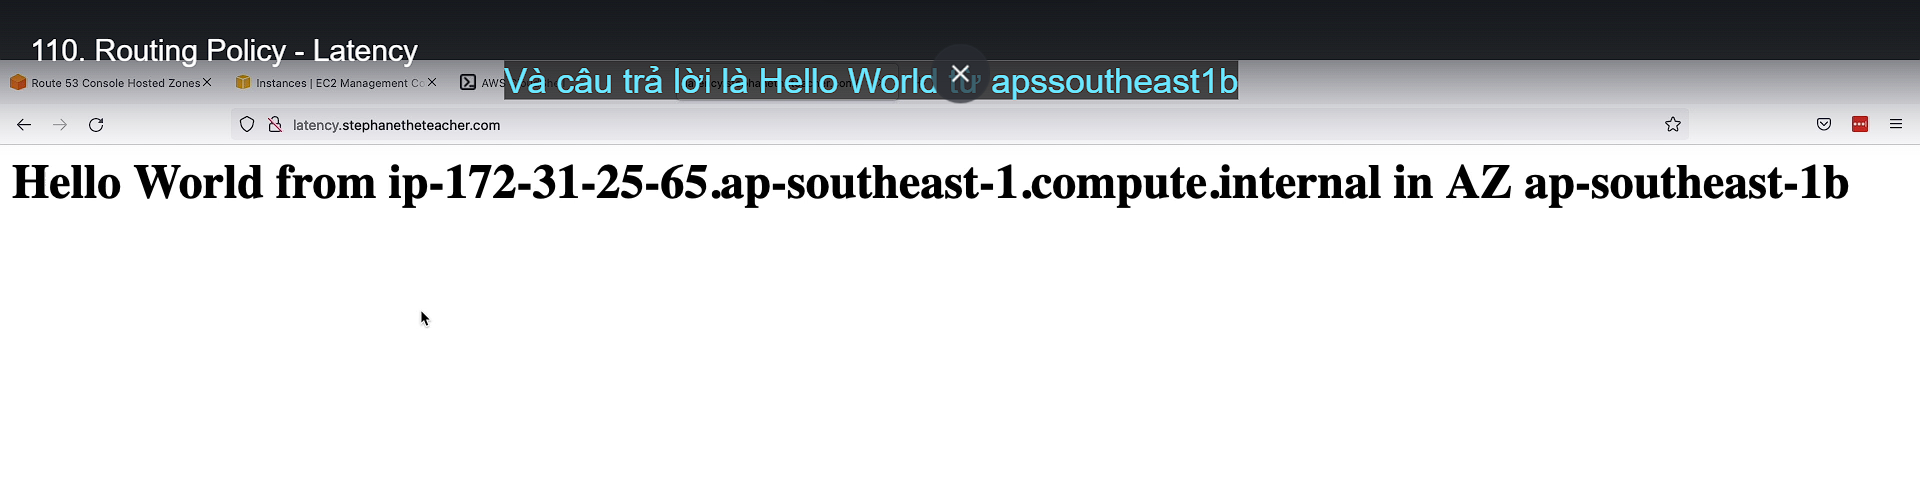 110. Routing Policy - Latency
Route 53 Console Hosted Zones
Instances | EC2 Management Co
AWS
Và câu trả lời là Hello World từ apssoutheast1b
latency.stephanetheteacher.com
Hello World from ip-172-31-25-65.ap-southeast-1.compute.internal in AZ ap-southeast-1b